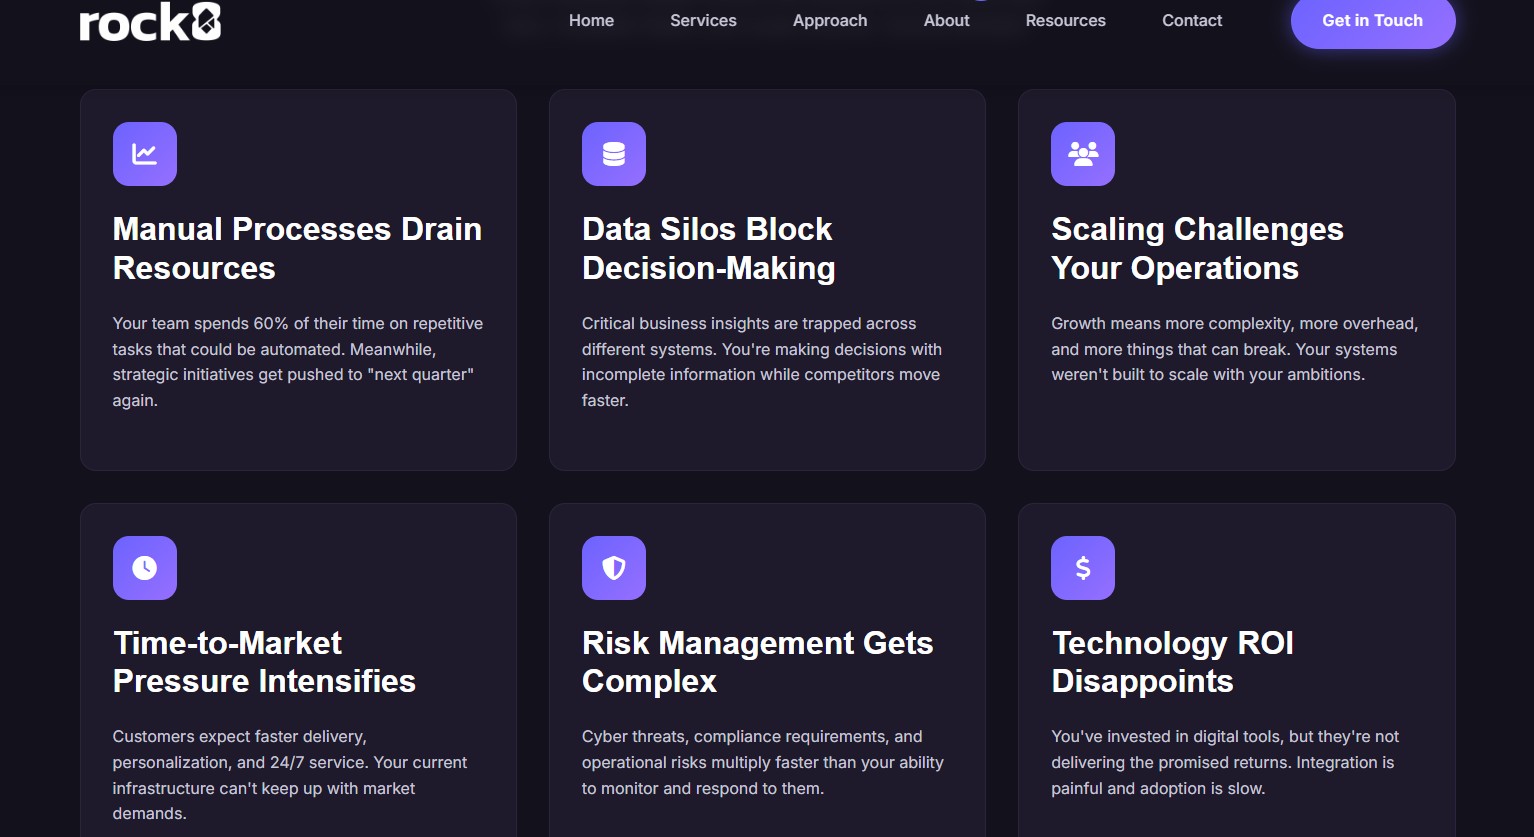 rock8
Home Services Approach About Resources Contact Get in Touch
Manual Processes Drain
Resources
Your team spends 60% of their time on repetitive
tasks that could be automated. Meanwhile,
strategic initiatives get pushed to "next quarter"
again.
Data Silos Block
Decision-Making
Critical business insights are trapped across
different systems. You're making decisions with
incomplete information while competitors move
faster.
Scaling Challenges
Your Operations
Growth means more complexity, more overhead,
and more things that can break. Your systems
weren't built to scale with your ambitions.
Time-to-Market
Pressure Intensifies
Customers expect faster delivery,
personalization, and 24/7 service. Your current
infrastructure can't keep up with market
demands.
Risk Management Gets
Complex
Cyber threats, compliance requirements, and
operational risks multiply faster than your ability
to monitor and respond to them.
Technology ROI
Disappoints
You've invested in digital tools, but they're not
delivering the promised returns. Integration is
painful and adoption is slow.